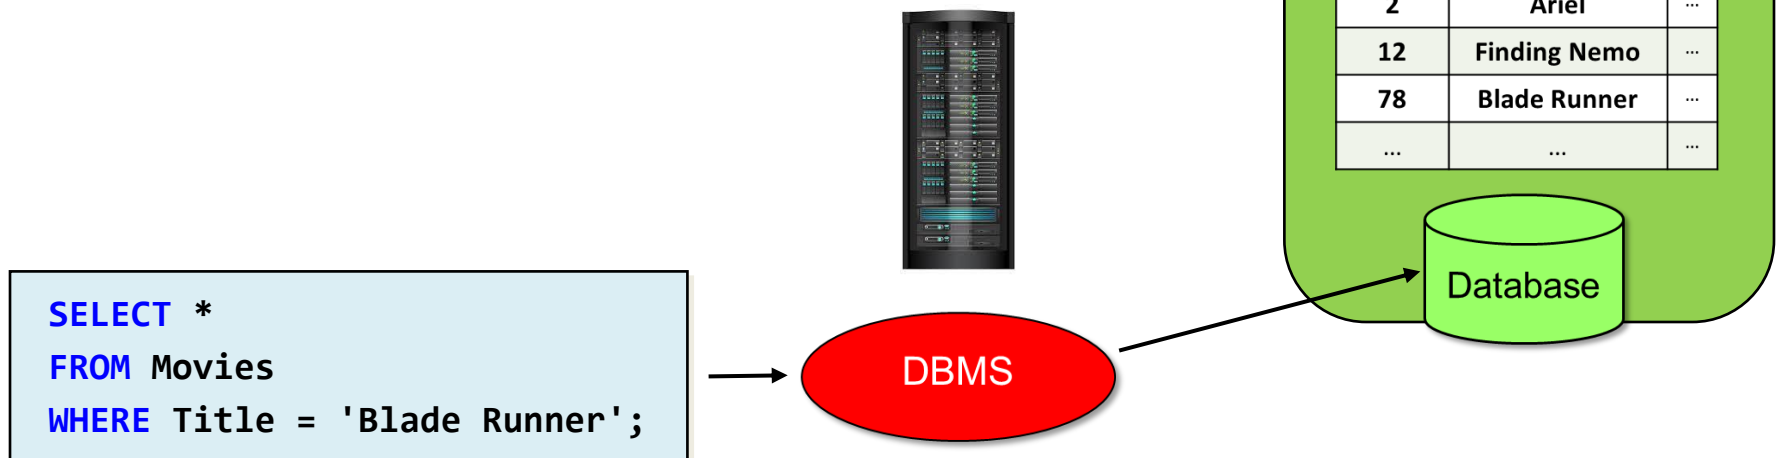 2 Ariel ...
12 Finding Nemo ...
78 Blade Runner ...
... ... ...
Database
SELECT *
FROM Movies
WHERE Title = 'Blade Runner';
DBMS